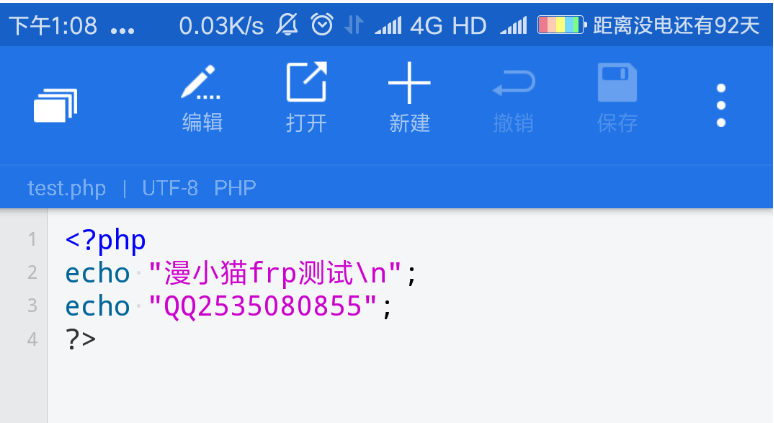 下午1:08 ... 0.03K/s 4G HD 距离没电还有92天
编辑 打开 新建 撤销 保存
test.php | UTF-8 PHP
1 <?php
2 echo "漫小猫frp测试\n";
3 echo "QQ2535080855";
4 ?>